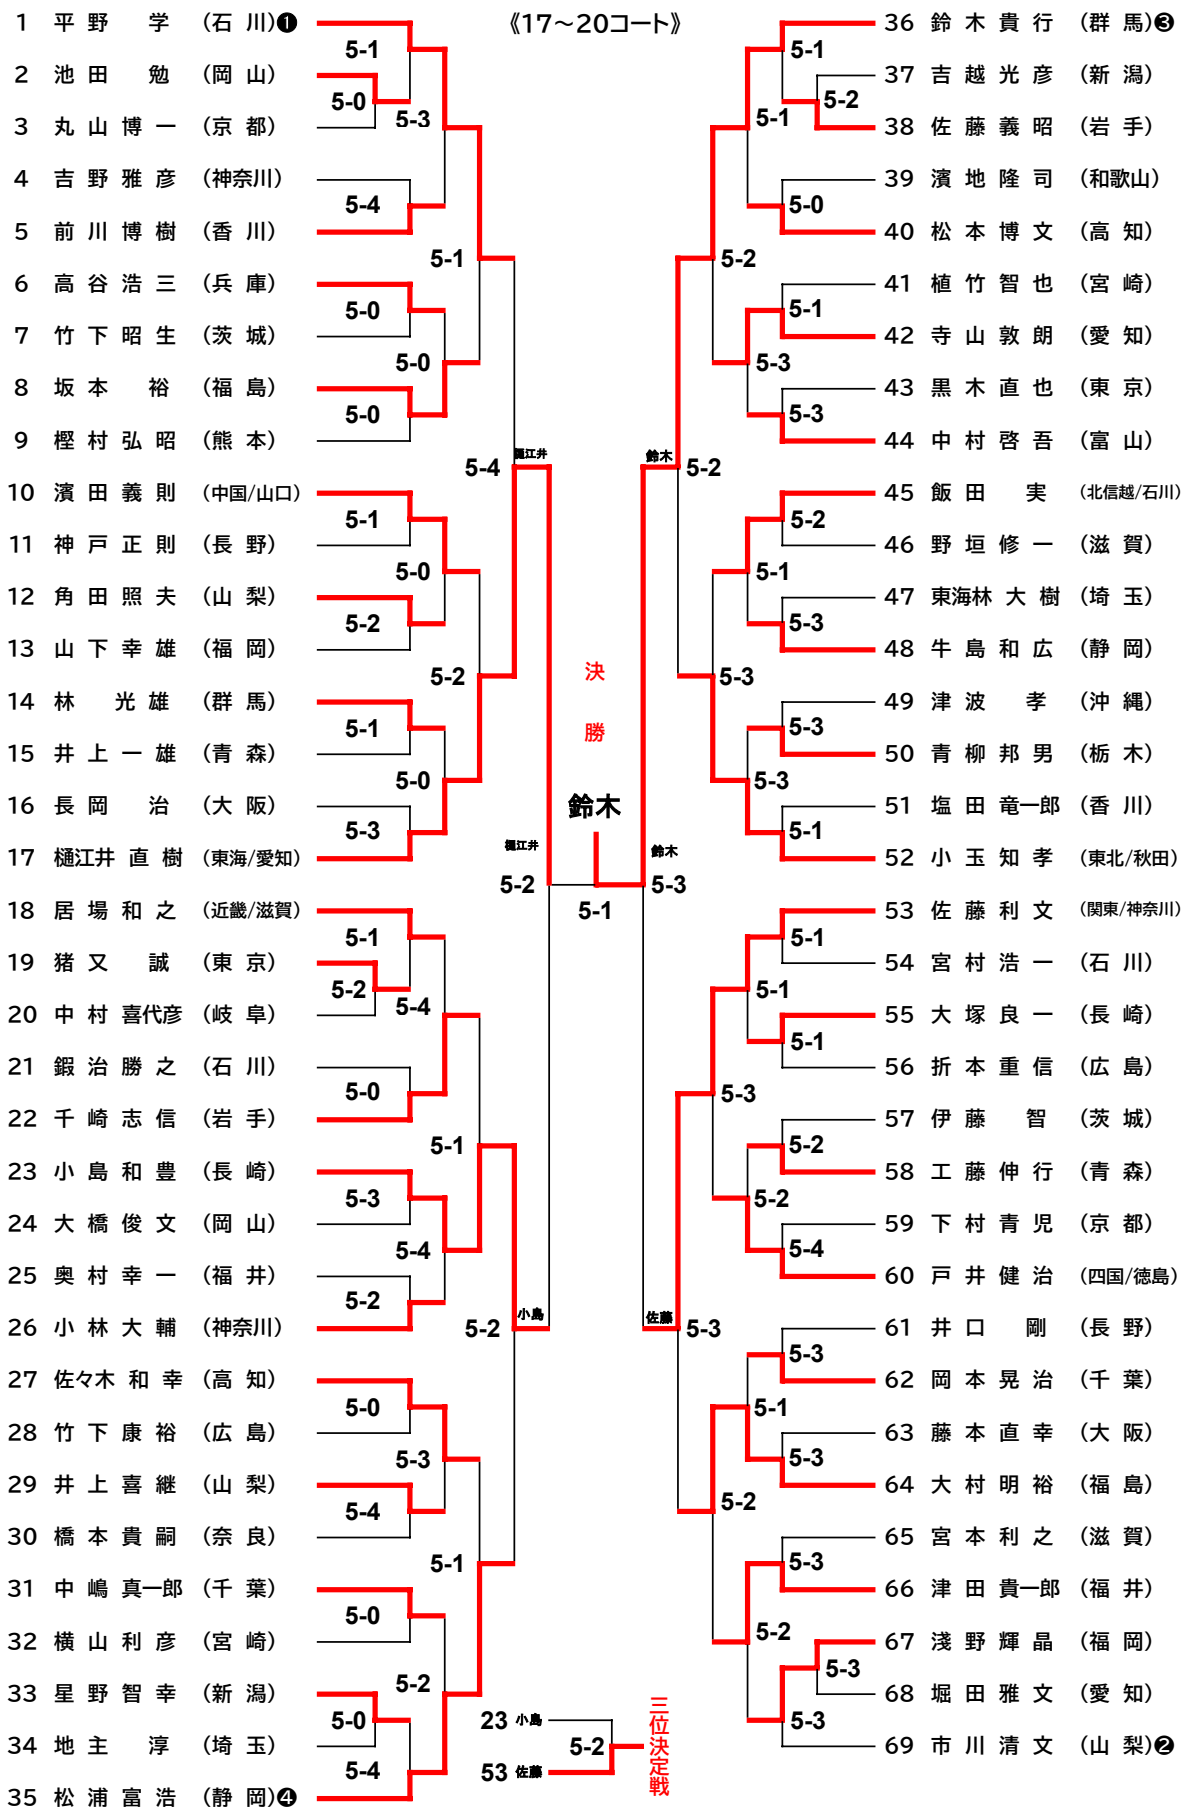 《17～20コート》
1 平野 学 (石川)❶
2 池田 勉 (岡山)
3 丸山博一 (京都)
4 吉野雅彦 (神奈川)
5 前川博樹 (香川)
6 高谷浩三 (兵庫)
7 竹下昭生 (茨城)
8 坂本 裕 (福島)
9 樫村弘昭 (熊本)
10 濱田義則 (中国/山口)
11 神戸正則 (長野)
12 角田照夫 (山梨)
13 山下幸雄 (福岡)
14 林 光雄 (群馬)
15 井上一雄 (青森)
16 長岡 治 (大阪)
17 樋江井直樹 (東海/愛知)
18 居場和之 (近畿/滋賀)
19 猪又 誠 (東京)
20 中村喜代彦 (岐阜)
21 鍜治勝之 (石川)
22 千崎志信 (岩手)
23 小島和豊 (長崎)
24 大橋俊文 (岡山)
25 奥村幸一 (福井)
26 小林大輔 (神奈川)
27 佐々木和幸 (高知)
28 竹下康裕 (広島)
29 井上喜継 (山梨)
30 橋本貴嗣 (奈良)
31 中嶋真一郎 (千葉)
32 横山利彦 (宮崎)
33 星野智幸 (新潟)
34 地主 淳 (埼玉)
35 松浦富浩 (静岡)❹
5-1
5-0
5-3
5-4
5-1
5-0
5-0
5-0
5-4
5-1
5-0
5-2
5-2
5-1
5-0
5-3
5-2
5-1
5-2
5-4
5-0
5-1
5-3
5-4
5-2
5-2
5-0
5-3
5-4
5-1
5-0
5-2
5-0
5-4
樋江井
樋江井
小島
決
勝
鈴木
5-1
鈴木
鈴木
佐藤
36 鈴木貴行 (群馬)❸
37 吉越光彦 (新潟)
38 佐藤義昭 (岩手)
39 濱地隆司 (和歌山)
40 松本博文 (高知)
41 植竹智也 (宮崎)
42 寺山敦朗 (愛知)
43 黒木直也 (東京)
44 中村啓吾 (富山)
45 飯田 実 (北信越/石川)
46 野垣修一 (滋賀)
47 東海林大樹 (埼玉)
48 牛島和広 (静岡)
49 津波 孝 (沖縄)
50 青柳邦男 (栃木)
51 塩田竜一郎 (香川)
52 小玉知孝 (東北/秋田)
53 佐藤利文 (関東/神奈川)
54 宮村浩一 (石川)
55 大塚良一 (長崎)
56 折本重信 (広島)
57 伊藤 智 (茨城)
58 工藤伸行 (青森)
59 下村青児 (京都)
60 戸井健治 (四国/徳島)
61 井口 剛 (長野)
62 岡本晃治 (千葉)
63 藤本直幸 (大阪)
64 大村明裕 (福島)
65 宮本利之 (滋賀)
66 津田貴一郎 (福井)
67 淺野輝晶 (福岡)
68 堀田雅文 (愛知)
69 市川清文 (山梨)❷
5-1
5-2
5-1
5-0
5-2
5-1
5-3
5-3
5-2
5-2
5-1
5-3
5-3
5-3
5-3
5-1
5-3
5-1
5-1
5-1
5-3
5-2
5-2
5-4
5-3
5-3
5-1
5-3
5-2
5-3
5-2
5-3
5-3
23 小島
5-2
53 佐藤
三位決定戦